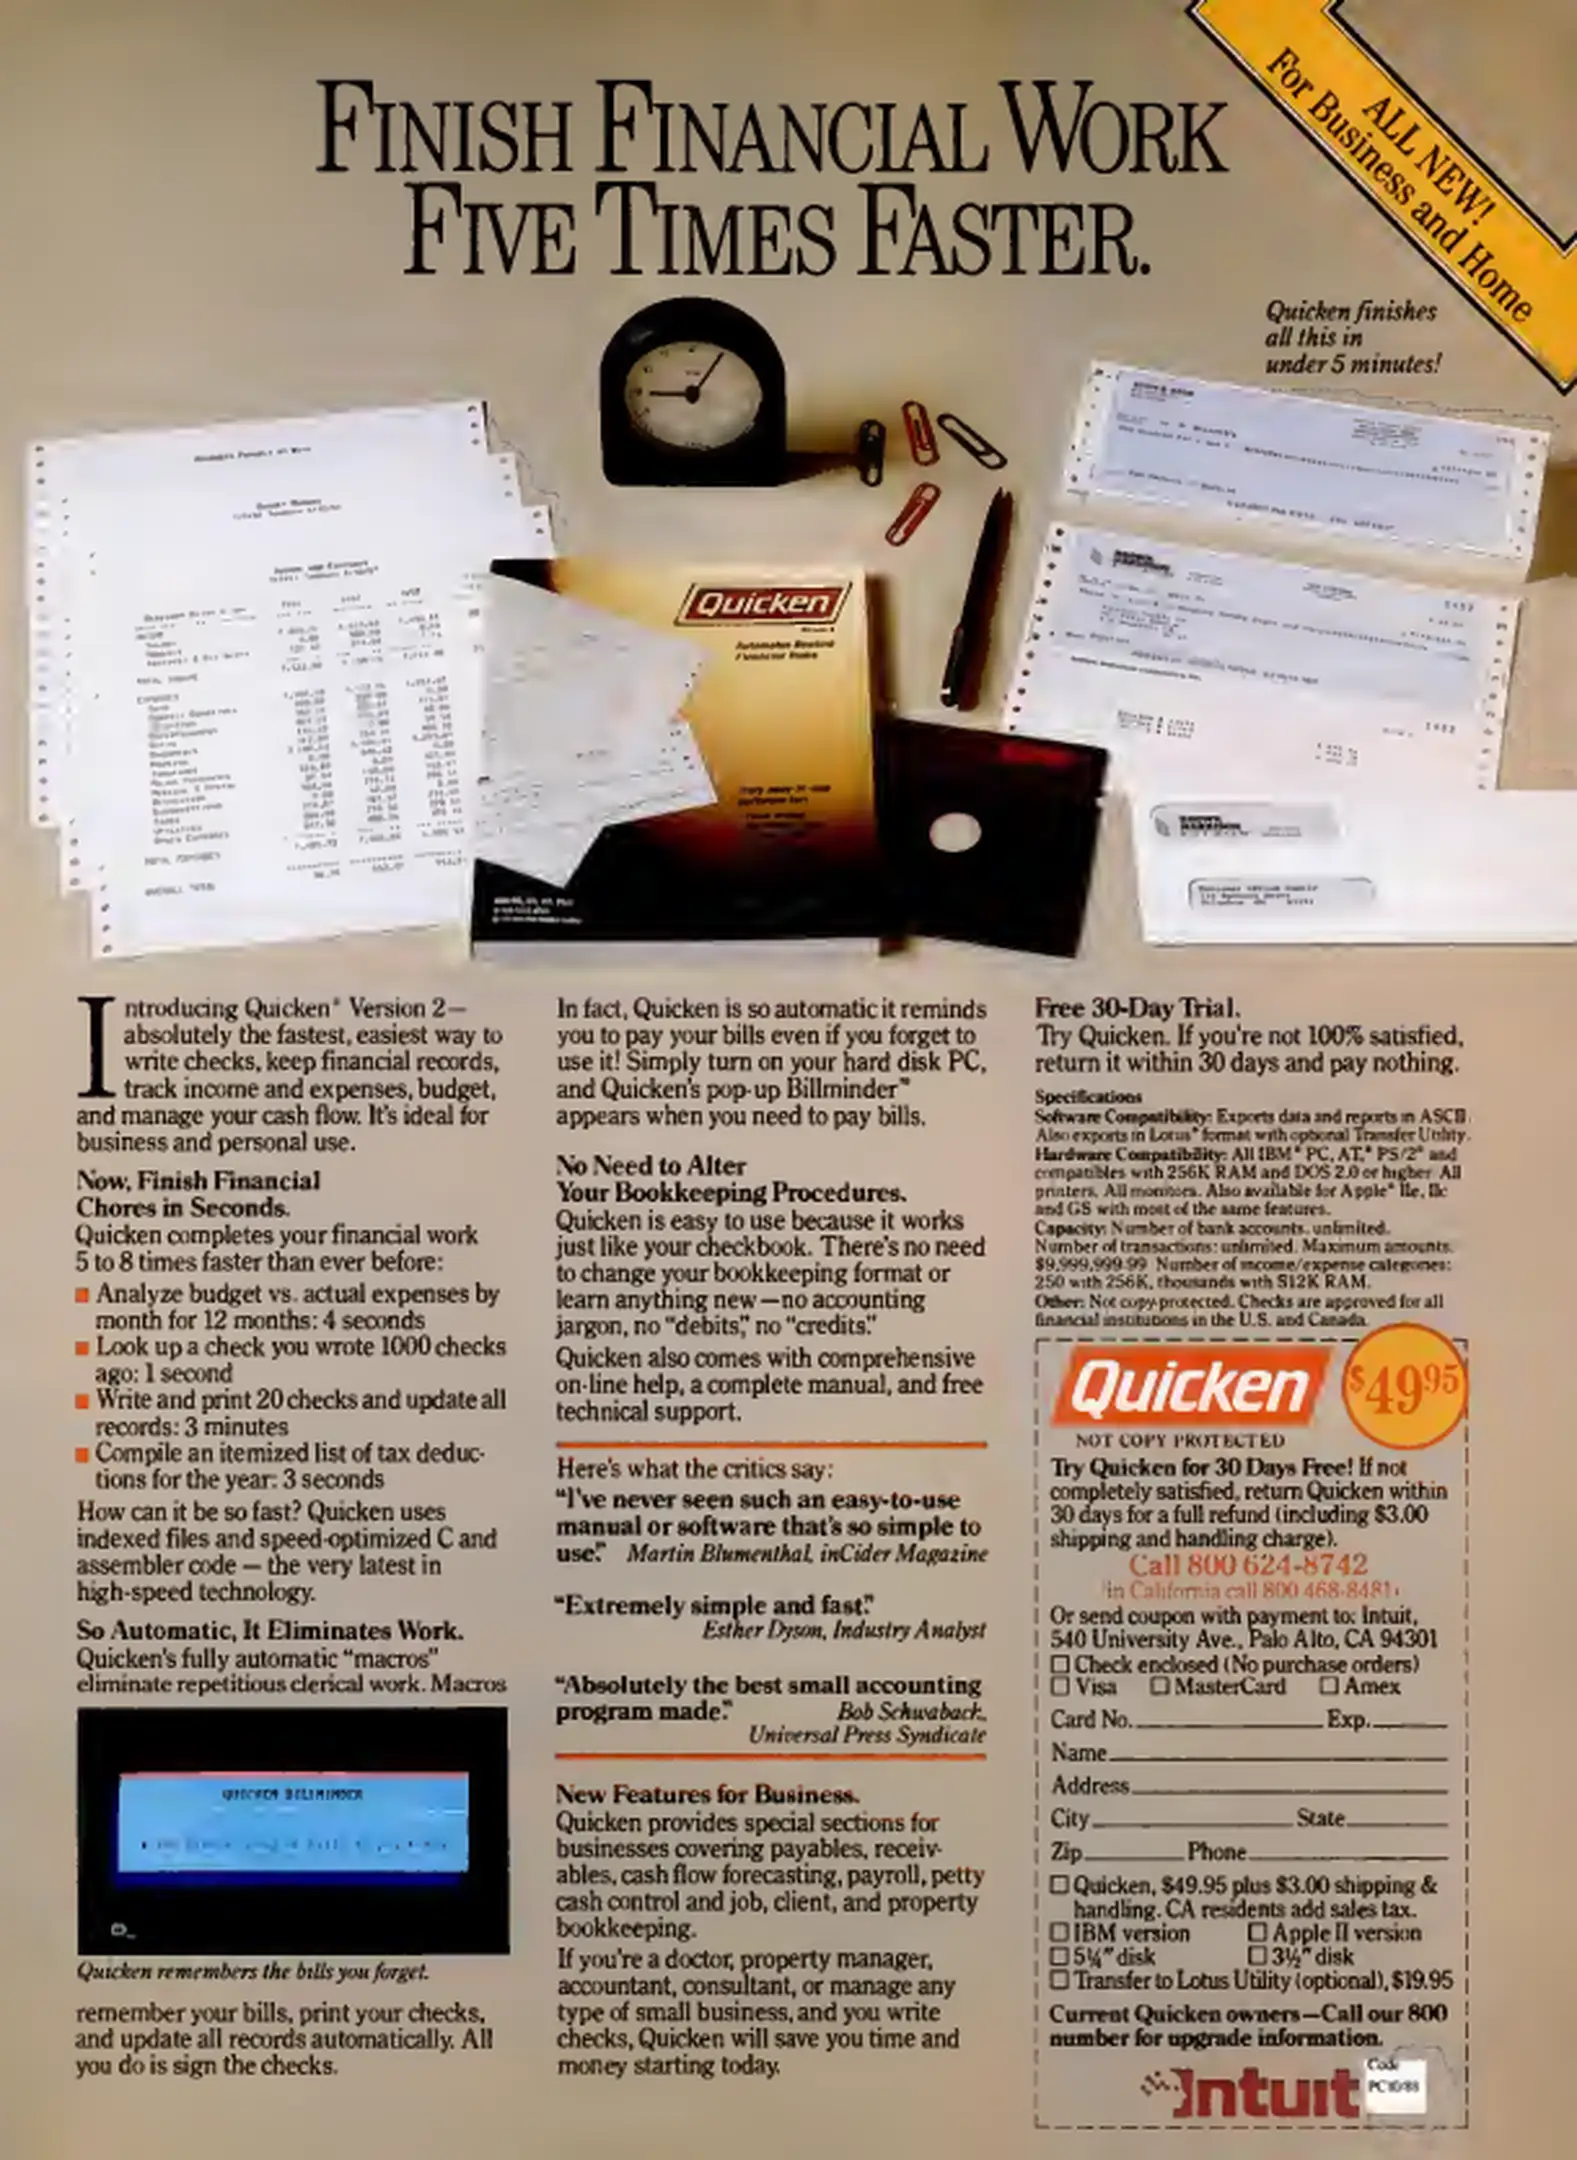 FINISH FINANCIAL WORK
FIVE TIMES FASTER.
ALL NEW!
For Business and Home
Quicken finishes
all this in
under 5 minutes!
Quicken
Introducing Quicken® Version 2—
absolutely the fastest, easiest way to
write checks, keep financial records,
track income and expenses, budget,
and manage your cash flow. It's ideal for
business and personal use.
Now, Finish Financial
Chores in Seconds.
Quicken completes your financial work
5 to 8 times faster than ever before:
■ Analyze budget vs. actual expenses by
month for 12 months: 4 seconds
■ Look up a check you wrote 1000 checks
ago: 1 second
■ Write and print 20 checks and update all
records: 3 minutes
■ Compile an itemized list of tax deduc-
tions for the year: 3 seconds
How can it be so fast? Quicken uses
indexed files and speed-optimized C and
assembler code — the very latest in
high-speed technology.
So Automatic, It Eliminates Work.
Quicken's fully automatic "macros"
eliminate repetitious clerical work. Macros
QUICKEN BILLMINDER
Quicken remembers the bills you forget.
remember your bills, print your checks,
and update all records automatically. All
you do is sign the checks.
In fact, Quicken is so automatic it reminds
you to pay your bills even if you forget to
use it! Simply turn on your hard disk PC,
and Quicken's pop-up Billminder™
appears when you need to pay bills.
No Need to Alter
Your Bookkeeping Procedures.
Quicken is easy to use because it works
just like your checkbook. There's no need
to change your bookkeeping format or
learn anything new—no accounting
jargon, no "debits," no "credits."
Quicken also comes with comprehensive
on-line help, a complete manual, and free
technical support.
Here's what the critics say:
"I've never seen such an easy-to-use
manual or software that's so simple to
use." Martin Blumenthal, inCider Magazine
"Extremely simple and fast."
Esther Dyson, Industry Analyst
"Absolutely the best small accounting
program made." Bob Schwaback,
Universal Press Syndicate
New Features for Business.
Quicken provides special sections for
businesses covering payables, receiv-
ables, cash flow forecasting, payroll, petty
cash control and job, client, and property
bookkeeping.
If you're a doctor, property manager,
accountant, consultant, or manage any
type of small business, and you write
checks, Quicken will save you time and
money starting today.
Free 30-Day Trial.
Try Quicken. If you're not 100% satisfied,
return it within 30 days and pay nothing.
Specifications
Software Compatibility: Exports data and reports in ASCII.
Also exports in Lotus® format with optional Transfer Utility.
Hardware Compatibility: All IBM® PC, AT,® PS/2® and
compatibles with 256K RAM and DOS 2.0 or higher. All
printers. All monitors. Also available for Apple® IIe, IIc
and GS with most of the same features.
Capacity: Number of bank accounts, unlimited.
Number of transactions: unlimited. Maximum amounts:
$9,999,999.99 Number of income/expense categories:
250 with 256K, thousands with 512K RAM.
Other: Not copy-protected. Checks are approved for all
financial institutions in the U.S. and Canada.
Quicken
$49.95
NOT COPY PROTECTED
Try Quicken for 30 Days Free! If not
completely satisfied, return Quicken within
30 days for a full refund (including $3.00
shipping and handling charge).
Call 800 624-8742
(in California call 800 468-8481)
Or send coupon with payment to: Intuit,
540 University Ave., Palo Alto, CA 94301
☐ Check enclosed (No purchase orders)
☐ Visa ☐ MasterCard ☐ Amex
Card No. Exp.
Name
Address
City State
Zip Phone
☐ Quicken, $49.95 plus $3.00 shipping &
handling. CA residents add sales tax.
☐ IBM version ☐ Apple II version
☐ 5¼" disk ☐ 3½" disk
☐ Transfer to Lotus Utility (optional), $19.95
Current Quicken owners—Call our 800
number for upgrade information.
Intuit
Code
PC10/88